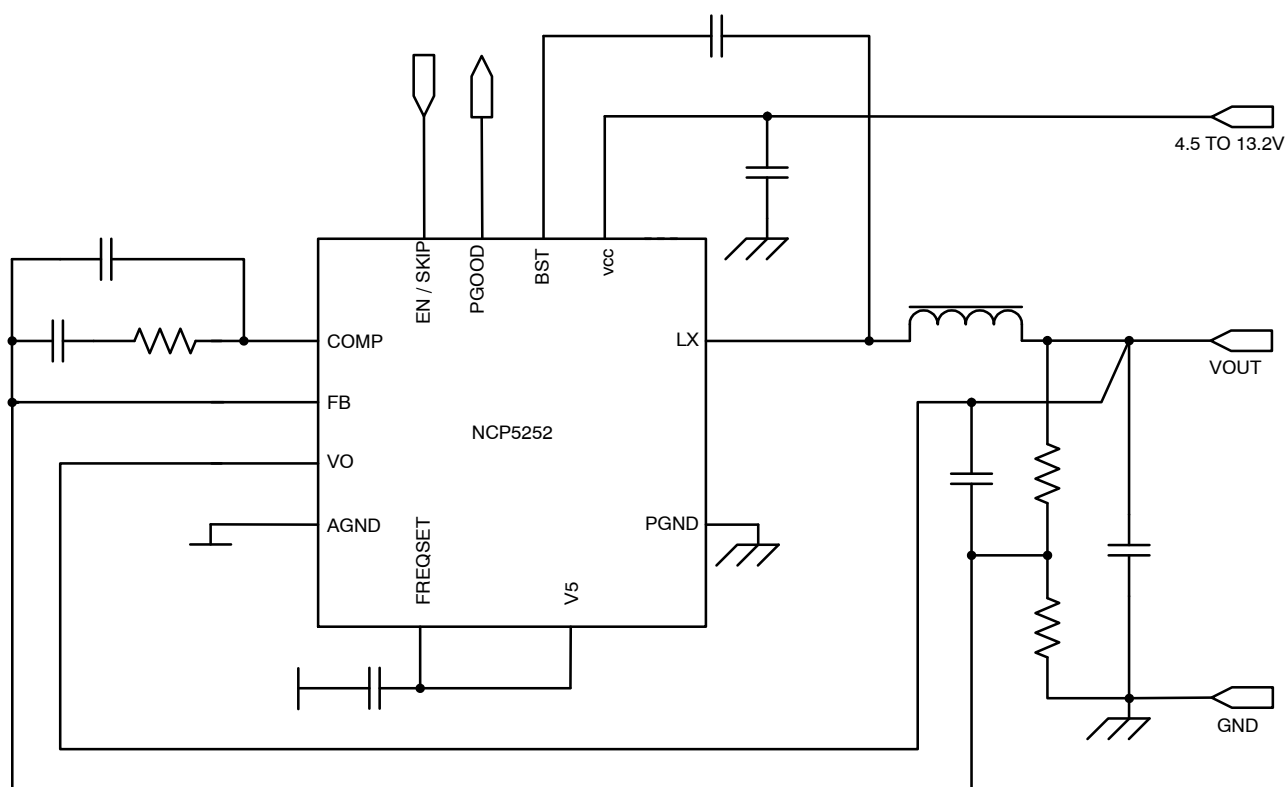 4.5 TO 13.2V
EN / SKIP
PGOOD
BST
vcc
COMP
LX
VOUT
FB
NCP5252
VO
AGND
PGND
FREQSET
V5
GND